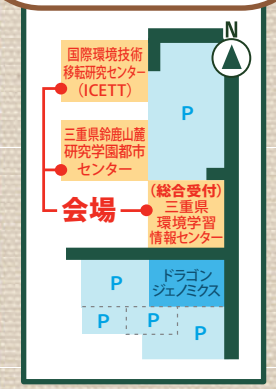 N
国際環境技術
移転研究センター
(ICETT)
P
三重県鈴鹿山麓
研究学園都市
センター
会場
(総合受付)
三重県
環境学習
情報センター
P
ドラゴン
ジェノミクス
P
P
P